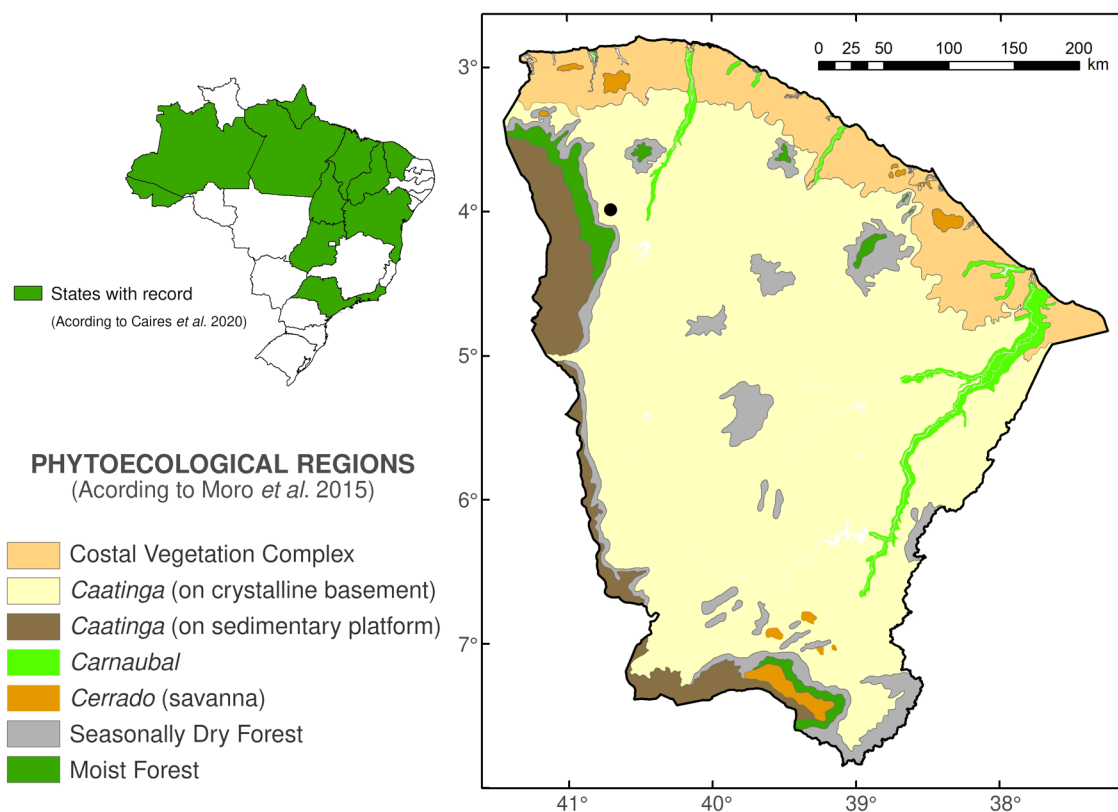 States with record
(Acording to Caires et al. 2020)
PHYTOECOLOGICAL REGIONS
(Acording to Moro et al. 2015)
Costal Vegetation Complex
Caatinga (on crystalline basement)
Caatinga (on sedimentary platform)
Carnaubal
Cerrado (savanna)
Seasonally Dry Forest
Moist Forest
0 25 50 100 150 200
km
3°
4°
5°
6°
7°
41° 40° 39° 38°